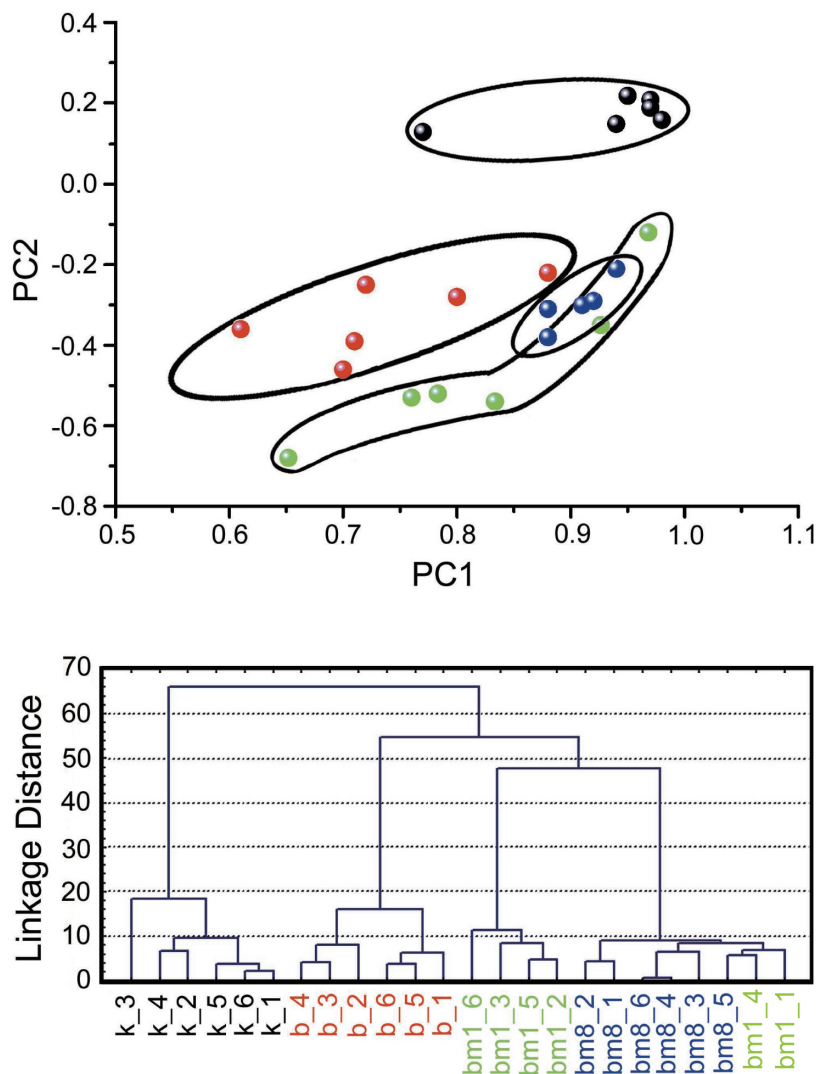 0.4
0.2
0.0
-0.2
-0.4
-0.6
-0.8
PC2
0.5 0.6 0.7 0.8 0.9 1.0 1.1
PC1
70
60
50
40
30
20
10
0
Linkage Distance
k_3
k_4
k_2
k_5
k_6
k_1
b_4
b_3
b_2
b_6
b_5
b_1
bm1_6
bm1_3
bm1_5
bm1_2
bm8_2
bm8_1
bm8_6
bm8_4
bm8_3
bm8_5
bm1_4
bm1_1